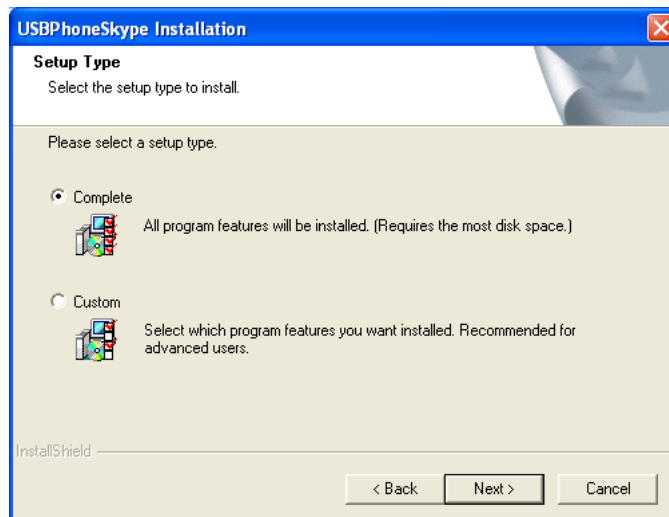 USBPhoneSkype Installation
Setup Type
Select the setup type to install.
Please select a setup type.
Complete
All program features will be installed. (Requires the most disk space.)
Custom
Select which program features you want installed. Recommended for
advanced users.
InstallShield
< Back
Next >
Cancel